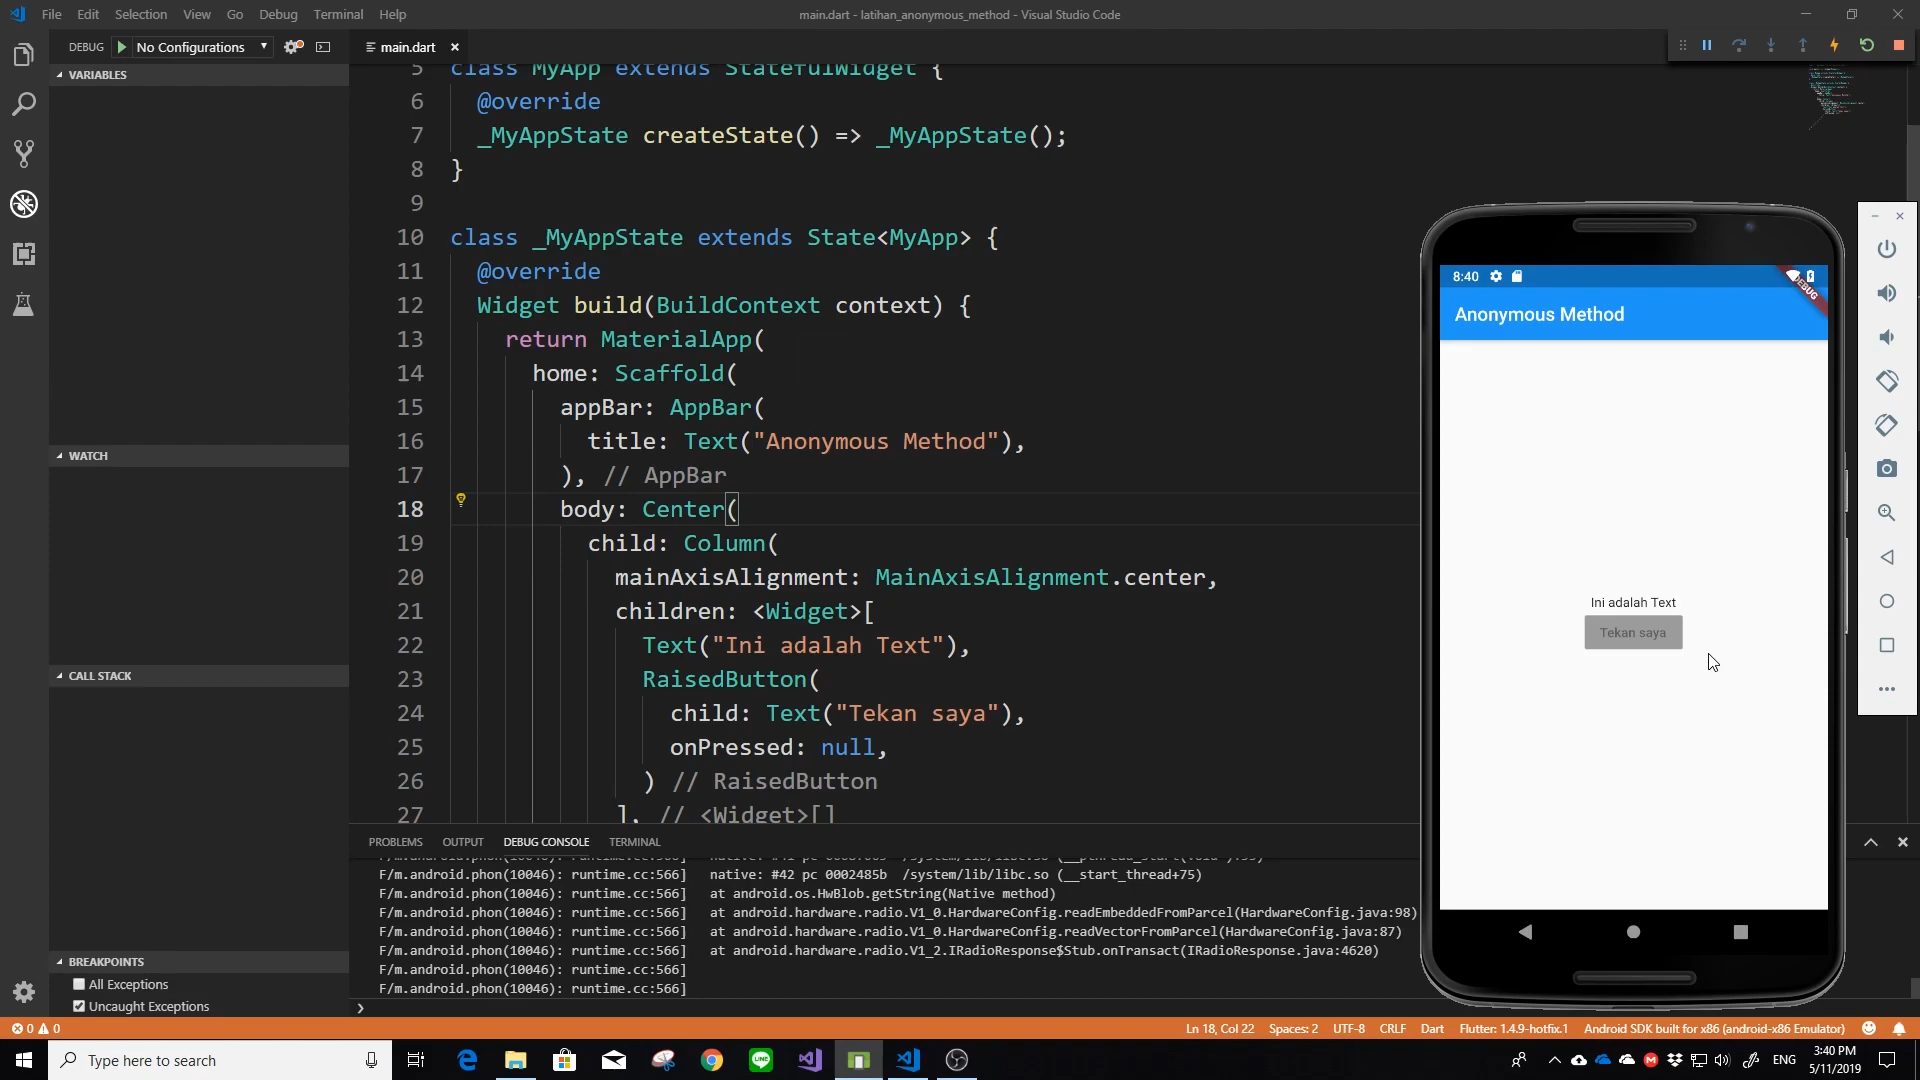 File Edit Selection View Go Debug Terminal Help
main.dart - latihan_anonymous_method - Visual Studio Code
DEBUG No Configurations
main.dart
VARIABLES
WATCH
CALL STACK
BREAKPOINTS
All Exceptions
Uncaught Exceptions
5 class MyApp extends StatefulWidget {
6 @override
7 _MyAppState createState() => _MyAppState();
8 }
9
10 class _MyAppState extends State<MyApp> {
11 @override
12 Widget build(BuildContext context) {
13 return MaterialApp(
14 home: Scaffold(
15 appBar: AppBar(
16 title: Text("Anonymous Method"),
17 ), // AppBar
18 body: Center(
19 child: Column(
20 mainAxisAlignment: MainAxisAlignment.center,
21 children: <Widget>[
22 Text("Ini adalah Text"),
23 RaisedButton(
24 child: Text("Tekan saya"),
25 onPressed: null,
26 ) // RaisedButton
27 ], // <Widget>[]
8:40
DEBUG
Anonymous Method
Ini adalah Text
Tekan saya
PROBLEMS OUTPUT DEBUG CONSOLE TERMINAL
F/m.android.phon(10046): runtime.cc:566] native: #42 pc 0002485b /system/lib/libc.so (__start_thread+75)
F/m.android.phon(10046): runtime.cc:566] at android.os.HwBlob.getString(Native method)
F/m.android.phon(10046): runtime.cc:566] at android.hardware.radio.V1_0.HardwareConfig.readEmbeddedFromParcel(HardwareConfig.java:98)
F/m.android.phon(10046): runtime.cc:566] at android.hardware.radio.V1_0.HardwareConfig.readVectorFromParcel(HardwareConfig.java:87)
F/m.android.phon(10046): runtime.cc:566] at android.hardware.radio.V1_2.IRadioResponse$Stub.onTransact(IRadioResponse.java:4620)
F/m.android.phon(10046): runtime.cc:566]
F/m.android.phon(10046): runtime.cc:566]
0 0
Ln 18, Col 22 Spaces: 2 UTF-8 CRLF Dart Flutter: 1.4.9-hotfix.1 Android SDK built for x86 (android-x86 Emulator)
Type here to search
LINE
ENG
3:40 PM
5/11/2019